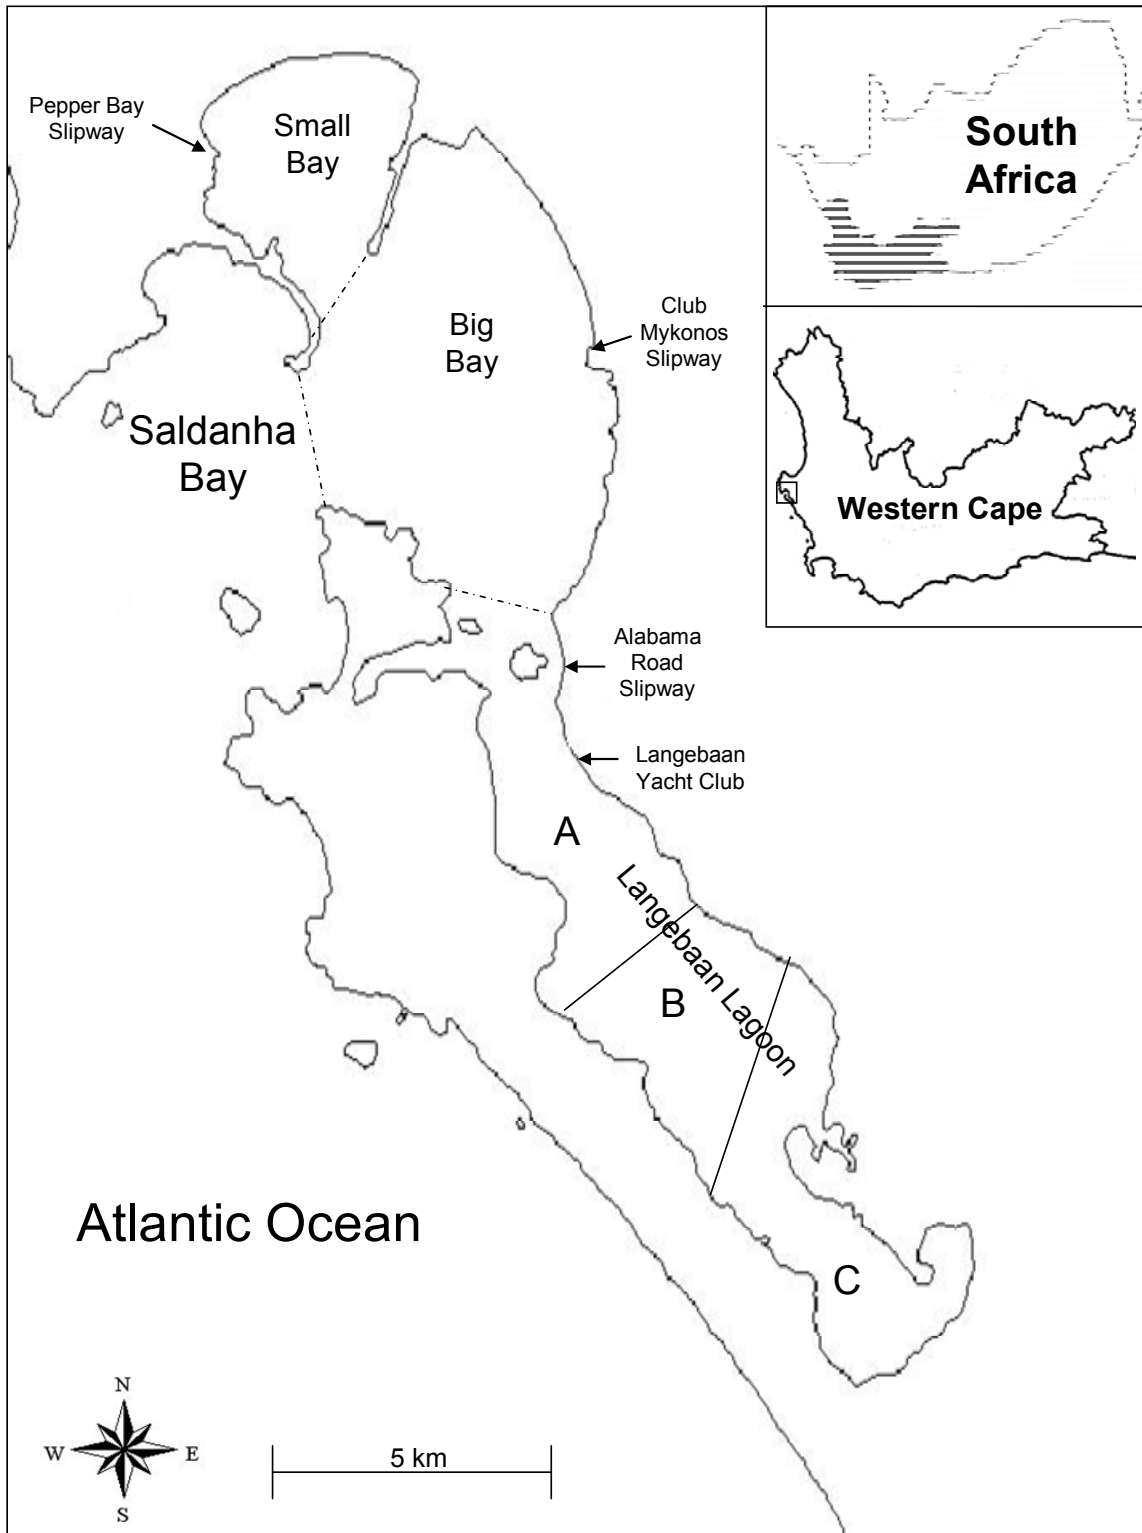 Pepper Bay
Slipway
Small
Bay
South
Africa
Big
Bay
Club
Mykonos
Slipway
Saldanha
Bay
Western Cape
Alabama
Road
Slipway
Langebaan
Yacht Club
A
Langebaan Lagoon
B
Atlantic Ocean
C
N
W
E
S
5 km